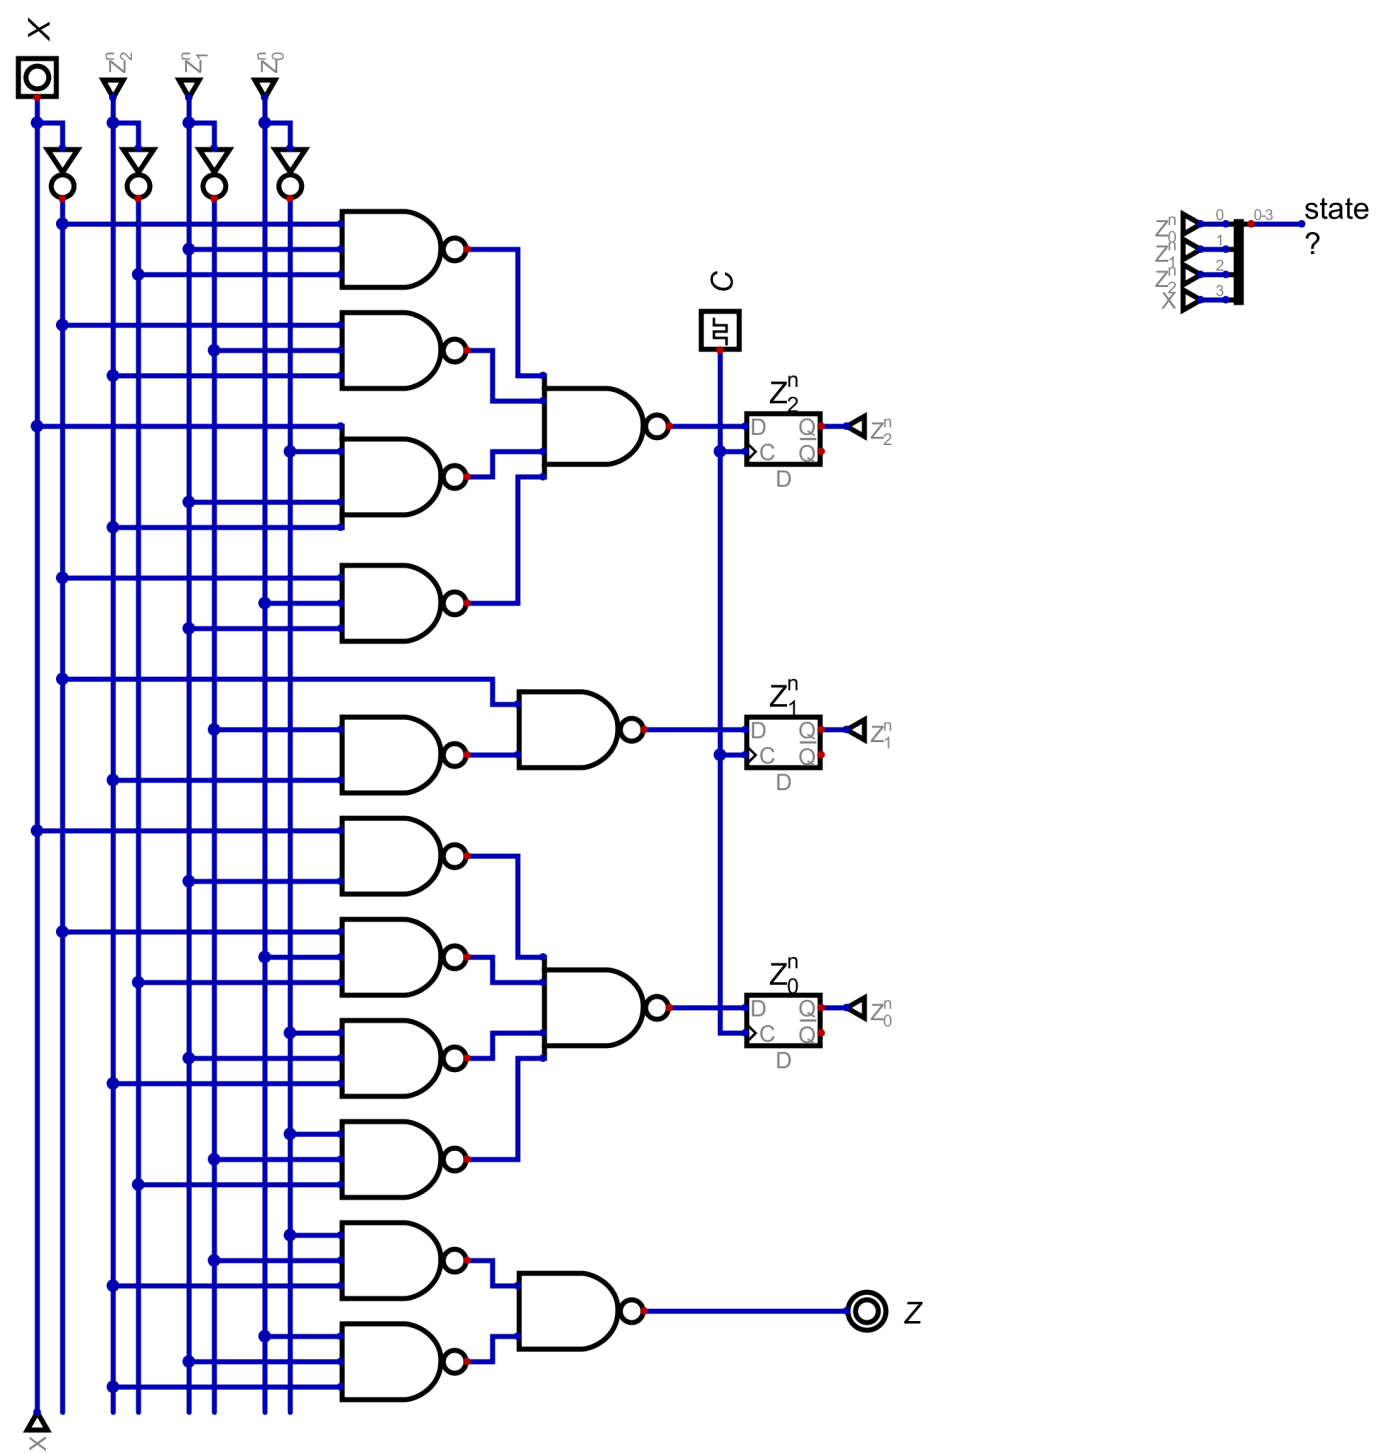 X
Z₂ⁿ
Z₁ⁿ
Z₀ⁿ
Z₀ⁿ 0 0-3 state
Z₁ⁿ 1 ?
Z₂ⁿ 2
X 3
C
Z₂ⁿ
D Q Z₂ⁿ
C Q̅
D
Z₁ⁿ
D Q Z₁ⁿ
C Q̅
D
Z₀ⁿ
D Q Z₀ⁿ
C Q̅
D
Z
X